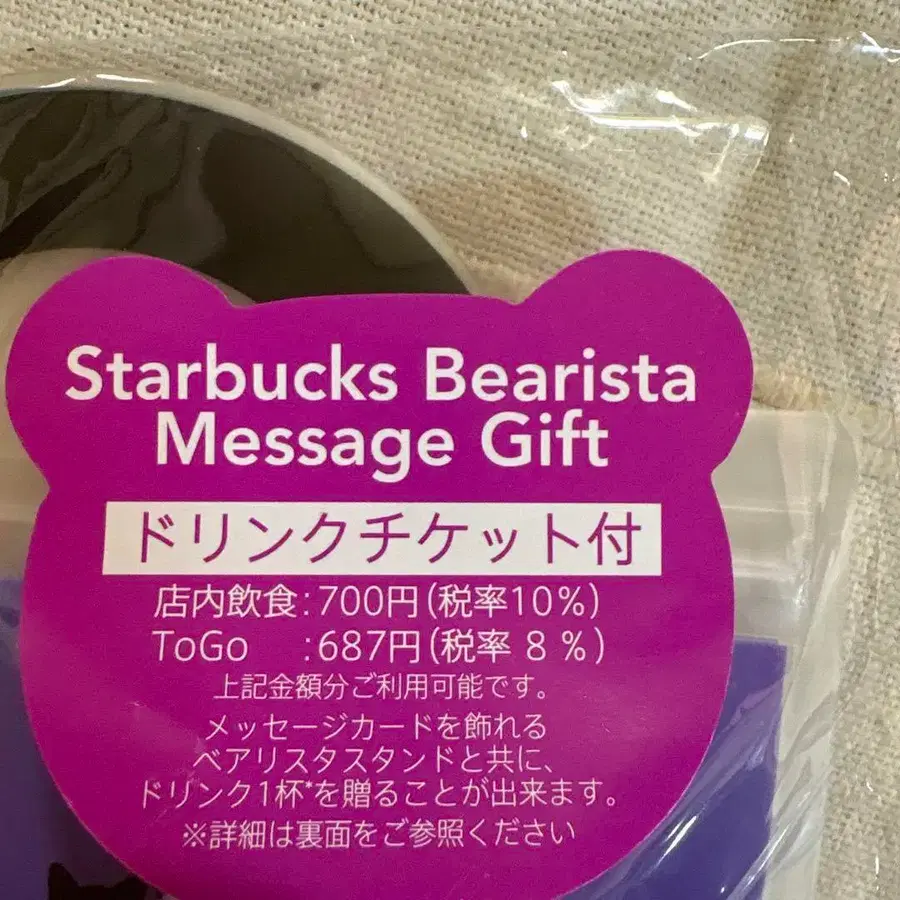 Starbucks Bearista
Message Gift
ドリンクチケット付
店内飲食:700円(税率10%)
ToGo :687円(税率 8 %)
上記金額分ご利用可能です。
メッセージカードを飾れる
ベアリスタスタンドと共に、
ドリンク1杯*を贈ることが出来ます。
※詳細は裏面をご参照ください